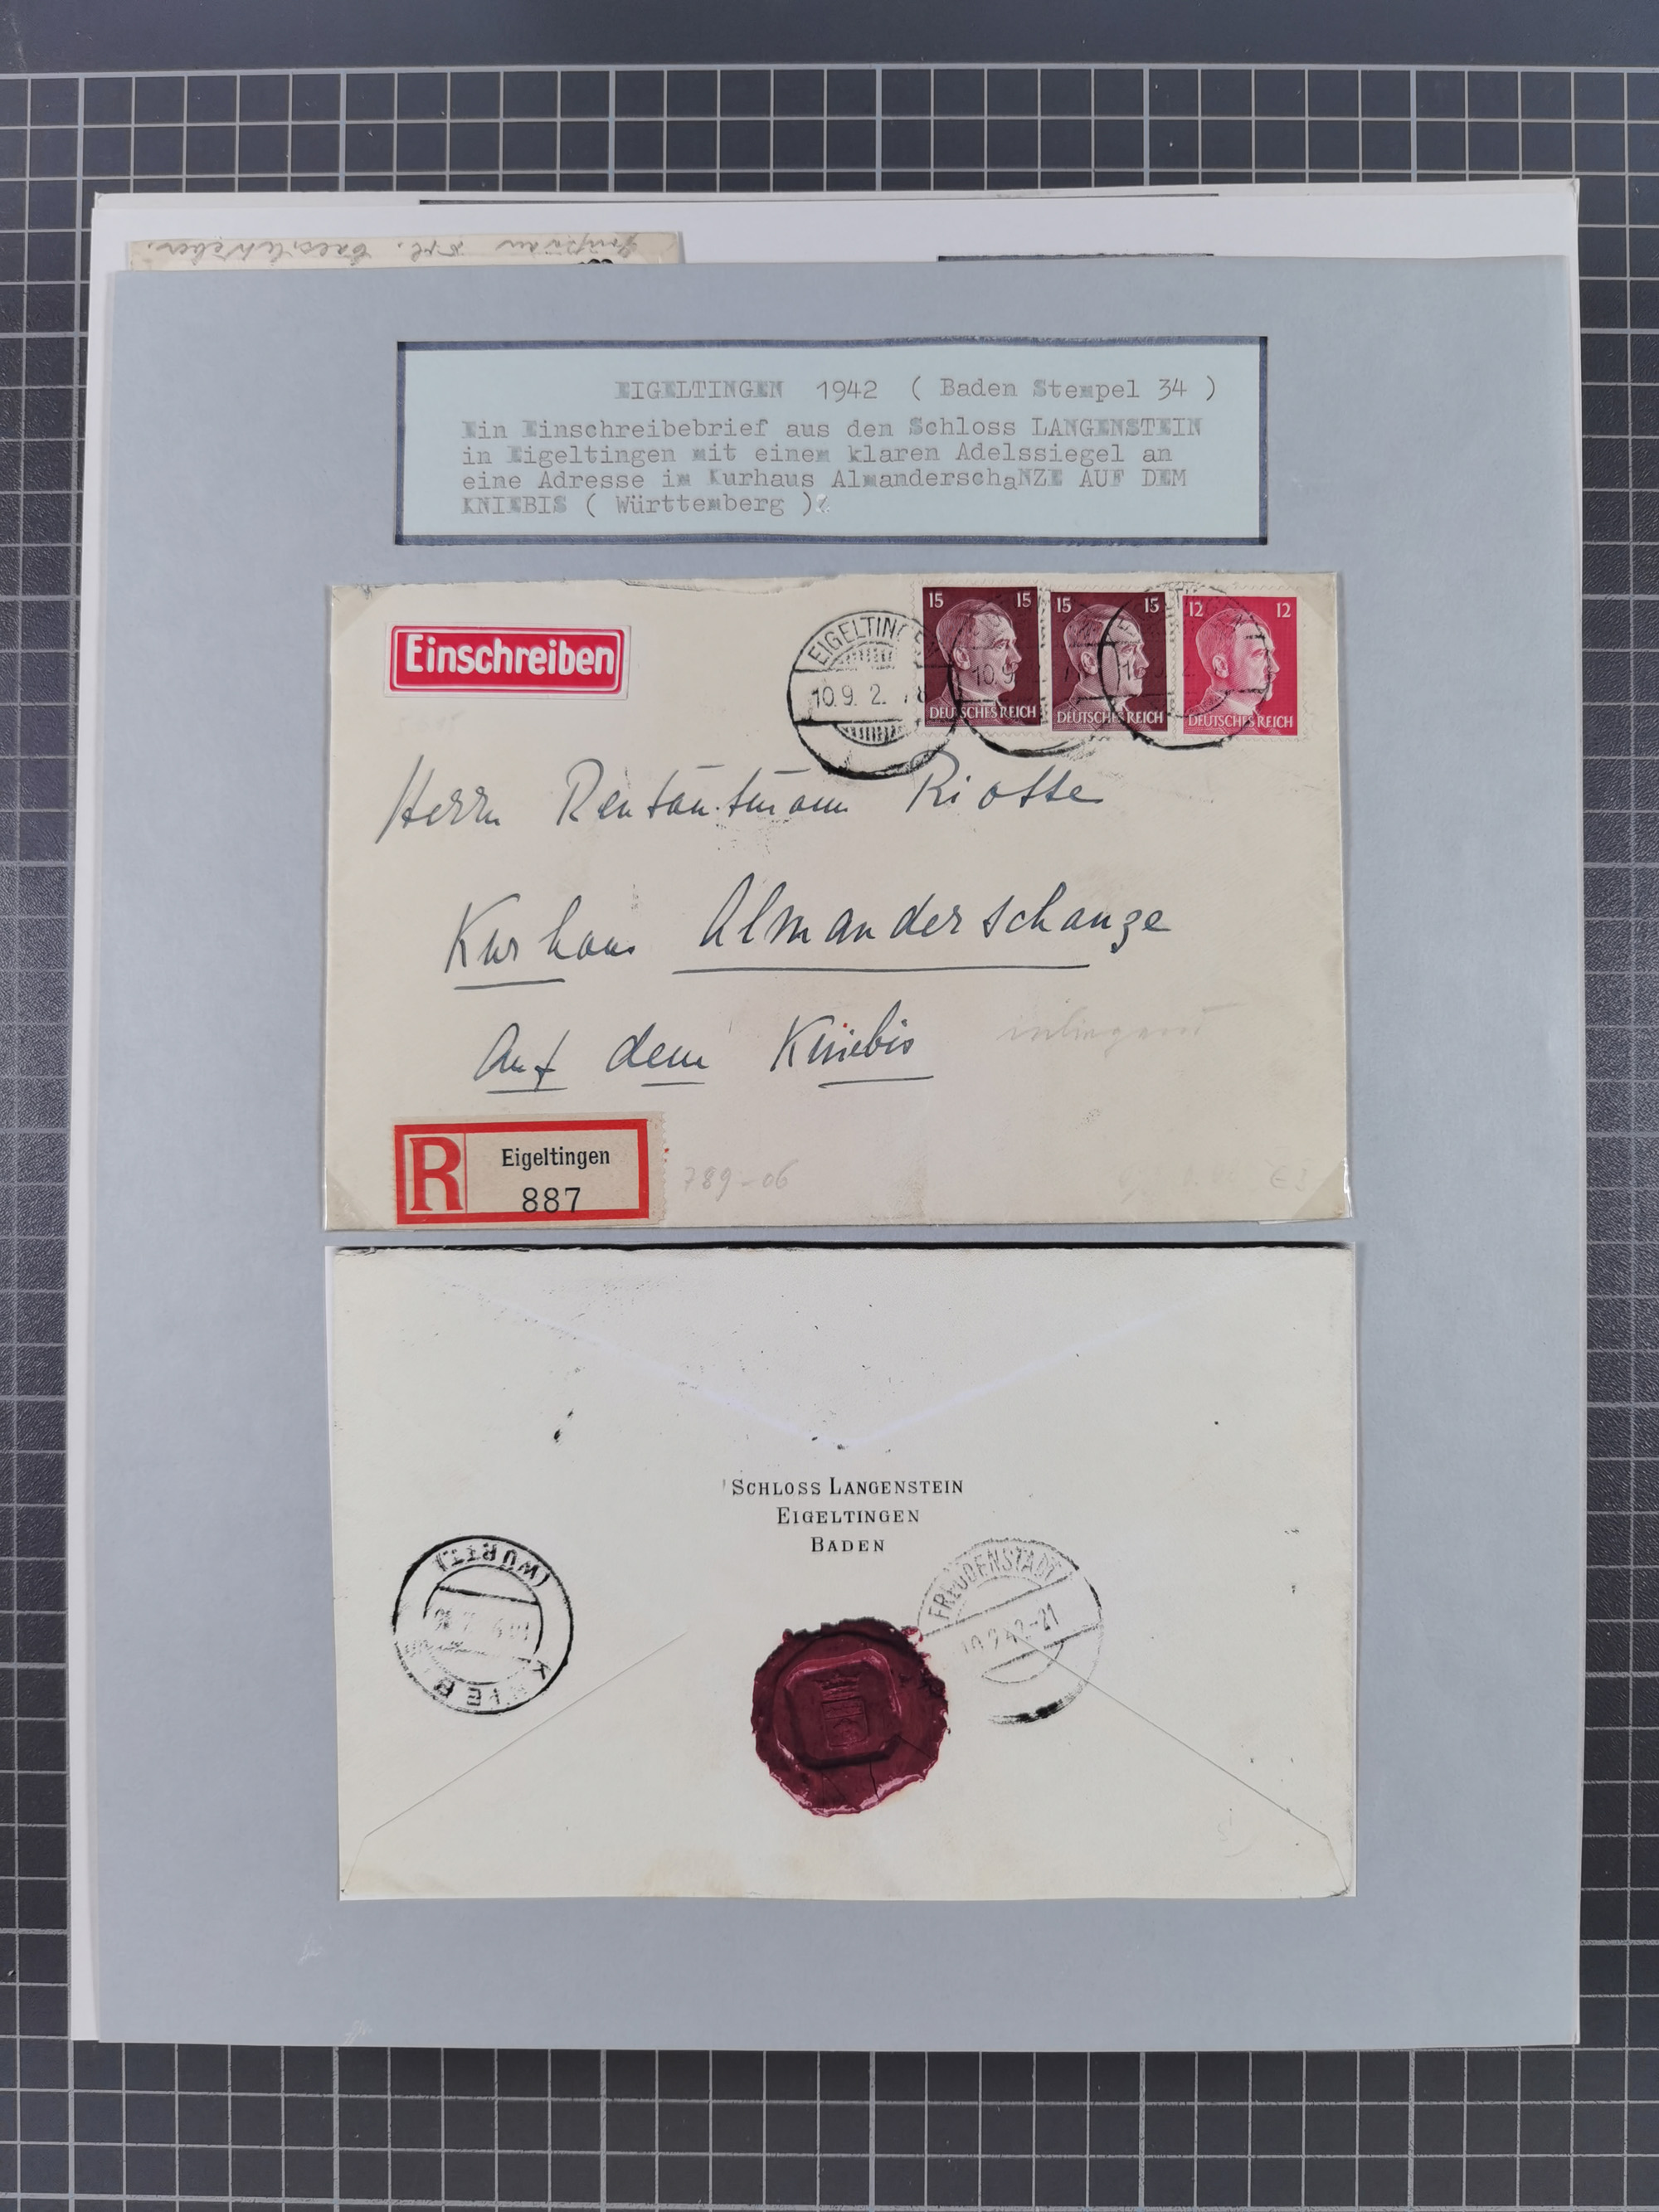 EIGELTINGEN 1942 ( Baden Stempel 34 )
Ein Einschreibebrief aus den Schloss LANGENSTEIN
in Eigeltingen mit einem klaren Adelssiegel an
eine Adresse im Kurhaus AlmanderschaNZE AUF DEM
KNIEBIS ( Württemberg )
Einschreiben
EIGELTINGEN
10.9. 2.
15 15
DEUTSCHES REICH
15 15
DEUTSCHES REICH
12 12
DEUTSCHES REICH
Herrn Riotte
Kurhaus Almanderschanze
Auf dem Kniebis
R Eigeltingen
887
789-06
SCHLOSS LANGENSTEIN
EIGELTINGEN
BADEN
(WÜRTT)
FREUDENSTADT
10.9.42-21